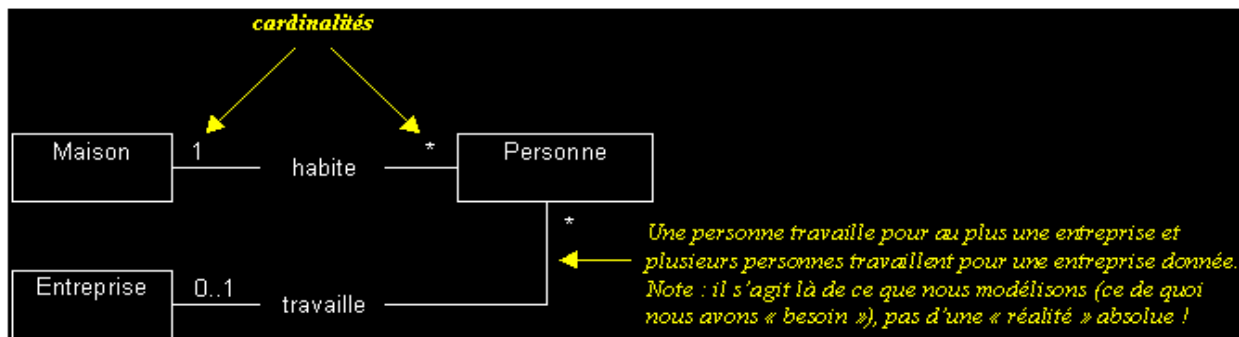 cardinalités
Maison
1
habite
*
Personne
*
Une personne travaille pour au plus une entreprise et
plusieurs personnes travaillent pour une entreprise donnée.
Note : il s'agit là de ce que nous modélisons (ce de quoi
nous avons « besoin »), pas d'une « réalité » absolue !
Entreprise
0..1
travaille